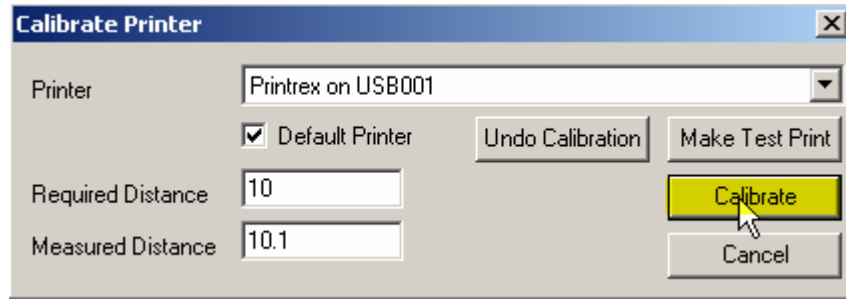 Calibrate Printer
Printer
Printrex on USB001
Default Printer
Undo Calibration
Make Test Print
Required Distance
10
Calibrate
Measured Distance
10.1
Cancel